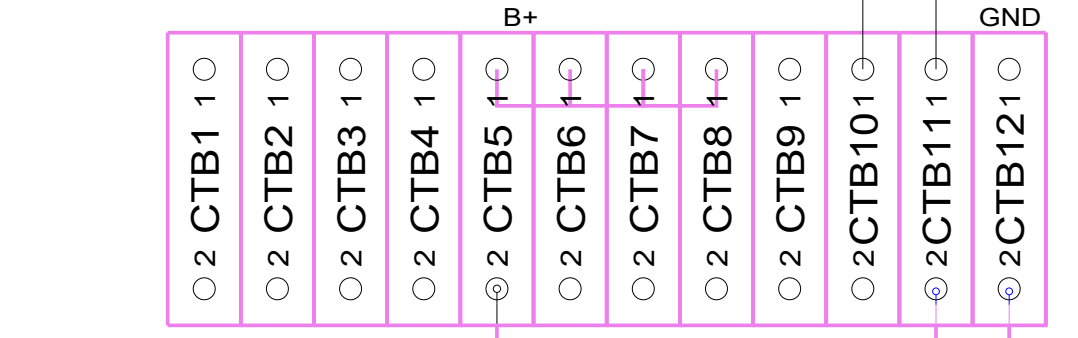 B+
GND
1 1 1 1 1 1 1 1 1 1 1 1
CTB1 CTB2 CTB3 CTB4 CTB5 CTB6 CTB7 CTB8 CTB9 CTB10 CTB11 CTB12
2 2 2 2 2 2 2 2 2 2 2 2